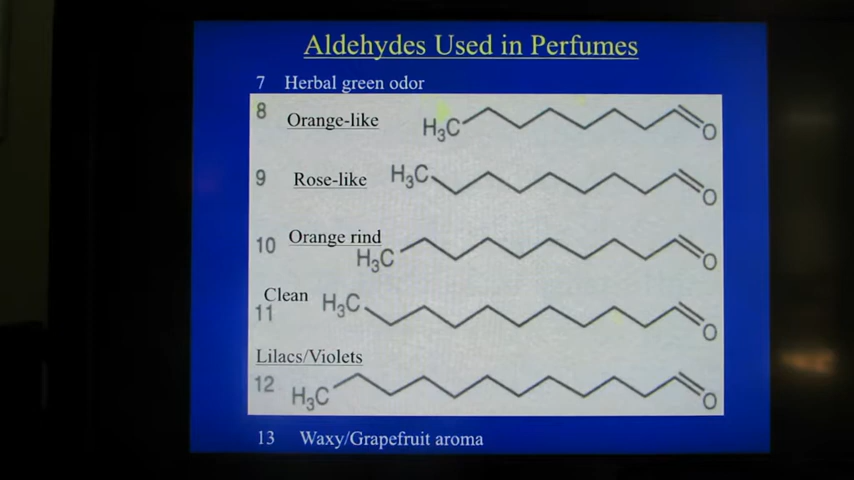 Aldehydes Used in Perfumes
7 Herbal green odor
8 Orange-like H₃C O
9 Rose-like H₃C O
10 Orange rind H₃C O
11 Clean H₃C O
Lilacs/Violets
12 H₃C O
13 Waxy/Grapefruit aroma